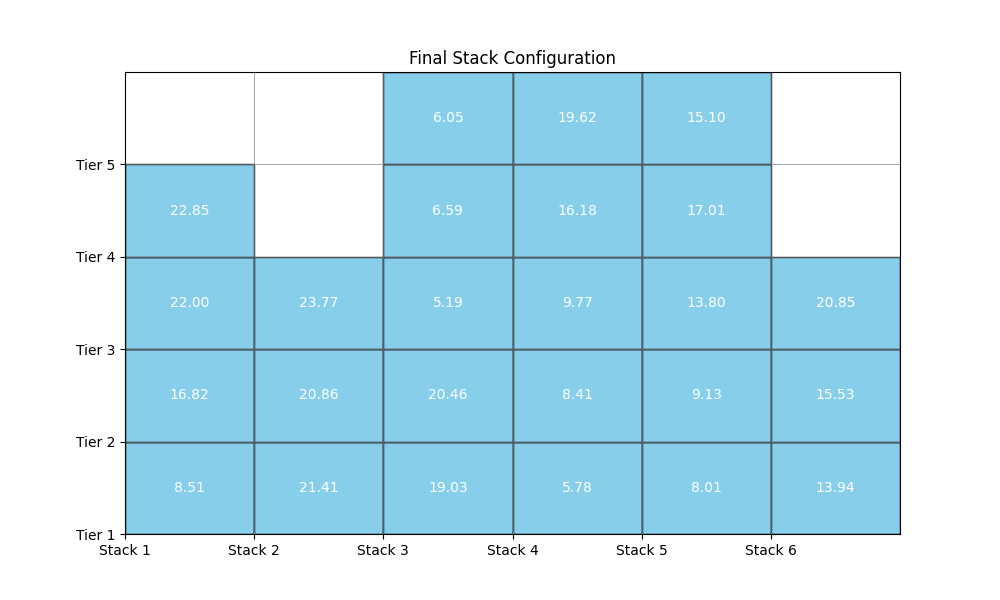 Final Stack Configuration
6.05 19.62 15.10
Tier 5
22.85 6.59 16.18 17.01
Tier 4
22.00 23.77 5.19 9.77 13.80 20.85
Tier 3
16.82 20.86 20.46 8.41 9.13 15.53
Tier 2
8.51 21.41 19.03 5.78 8.01 13.94
Tier 1
Stack 1 Stack 2 Stack 3 Stack 4 Stack 5 Stack 6